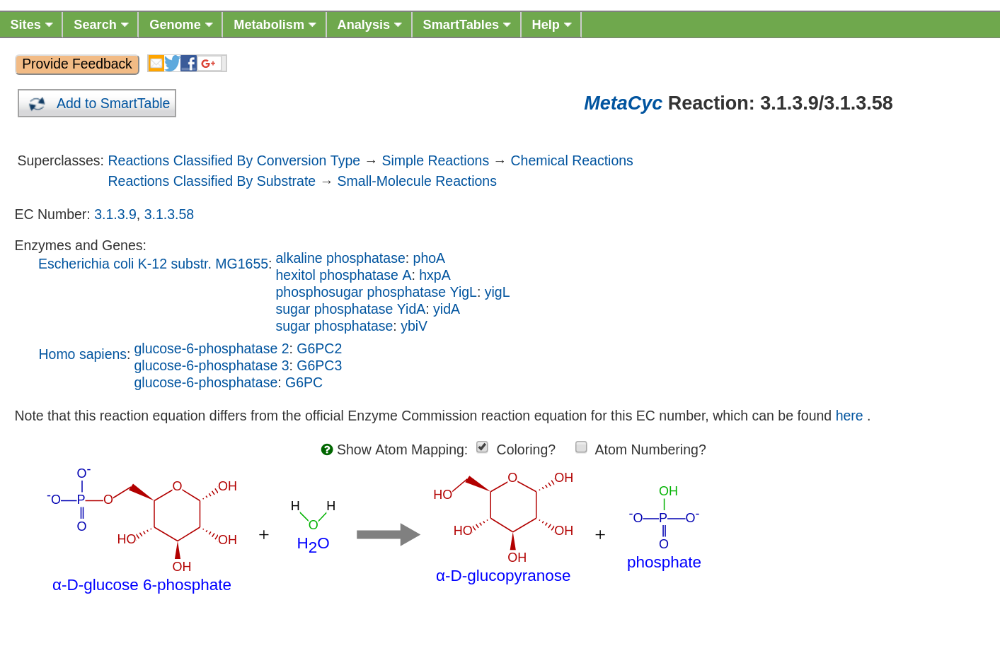 Sites Search Genome Metabolism Analysis SmartTables Help
Provide Feedback G+
Add to SmartTable
MetaCyc Reaction: 3.1.3.9/3.1.3.58
Superclasses: Reactions Classified By Conversion Type → Simple Reactions → Chemical Reactions
Reactions Classified By Substrate → Small-Molecule Reactions
EC Number: 3.1.3.9, 3.1.3.58
Enzymes and Genes:
Escherichia coli K-12 substr. MG1655: alkaline phosphatase: phoA
hexitol phosphatase A: hxpA
phosphosugar phosphatase YigL: yigL
sugar phosphatase YidA: yidA
sugar phosphatase: ybiV
Homo sapiens: glucose-6-phosphatase 2: G6PC2
glucose-6-phosphatase 3: G6PC3
glucose-6-phosphatase: G6PC
Note that this reaction equation differs from the official Enzyme Commission reaction equation for this EC number, which can be found here .
? Show Atom Mapping: Coloring? Atom Numbering?
O-
-O P O O OH
O
HO OH
OH
α-D-glucose 6-phosphate
+
H H
O
H2O
O OH
HO
HO OH
OH
α-D-glucopyranose
+
OH
-O P O-
O
phosphate